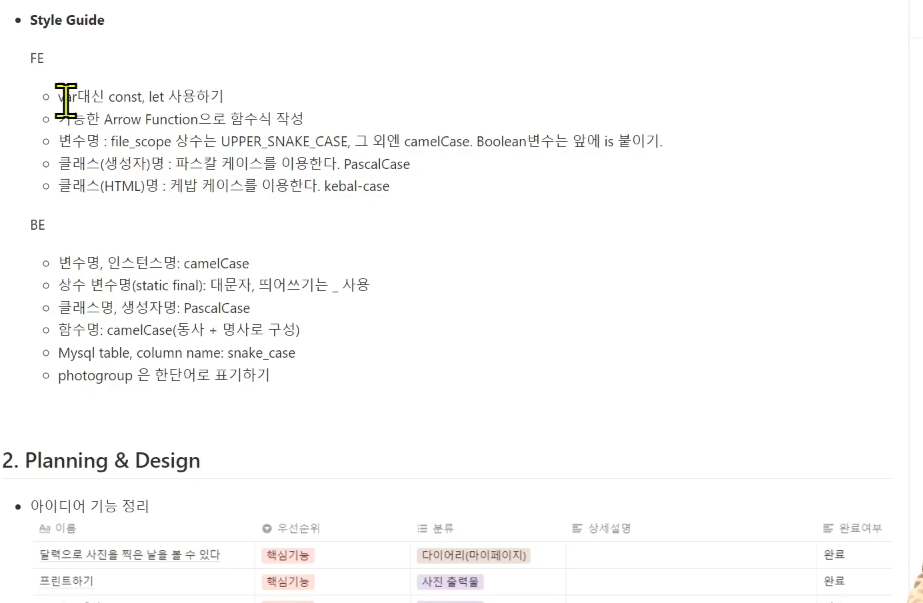 Style Guide
FE
var대신 const, let 사용하기
가능한 Arrow Function으로 함수식 작성
변수명 : file_scope 상수는 UPPER_SNAKE_CASE, 그 외엔 camelCase. Boolean변수는 앞에 is 붙이기.
클래스(생성자)명 : 파스칼 케이스를 이용한다. PascalCase
클래스(HTML)명 : 케밥 케이스를 이용한다. kebal-case
BE
변수명, 인스턴스명: camelCase
상수 변수명(static final): 대문자, 띄어쓰기는 _ 사용
클래스명, 생성자명: PascalCase
함수명: camelCase(동사 + 명사로 구성)
Mysql table, column name: snake_case
photogroup 은 한단어로 표기하기
2. Planning & Design
아이디어 기능 정리
Aa 이름 우선순위 분류 상세설명 완료여부
달력으로 사진을 찍은 날을 볼 수 있다 핵심기능 다이어리(마이페이지) 완료
프린트하기 핵심기능 사진 출력물 완료